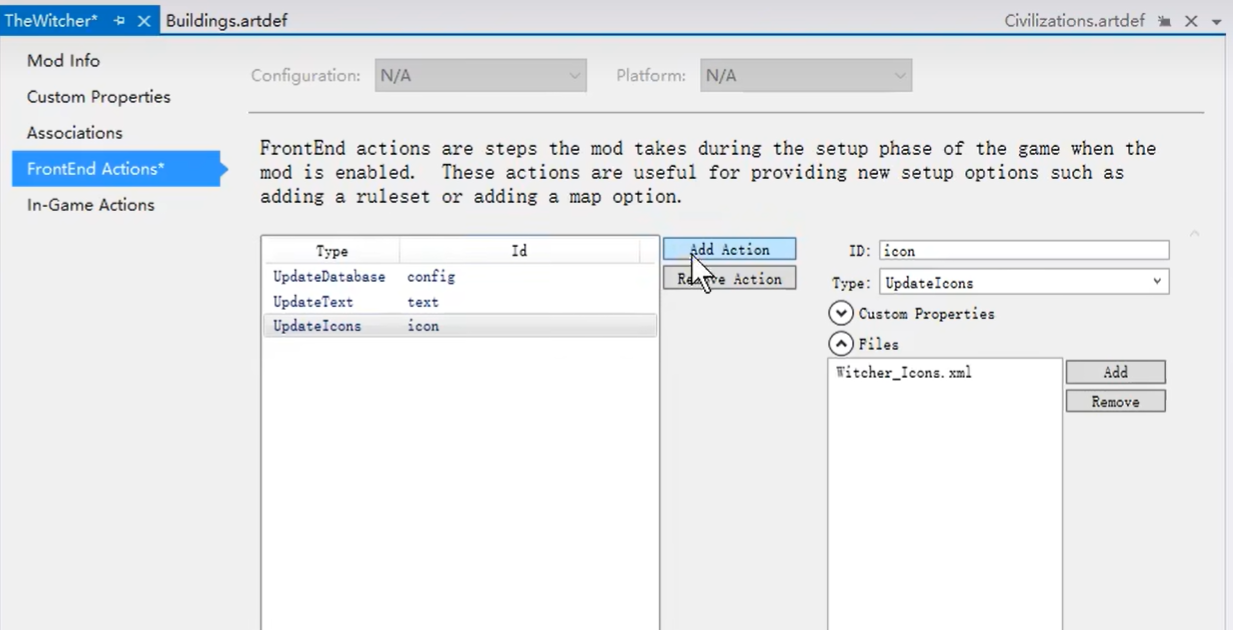 TheWitcher* Buildings.artdef Civilizations.artdef
Mod Info
Custom Properties
Associations
FrontEnd Actions*
In-Game Actions
Configuration: N/A Platform: N/A
FrontEnd actions are steps the mod takes during the setup phase of the game when the
mod is enabled. These actions are useful for providing new setup options such as
adding a ruleset or adding a map option.
Type Id
UpdateDatabase config
UpdateText text
UpdateIcons icon
Add Action
Remove Action
ID: icon
Type: UpdateIcons
Custom Properties
Files
Witcher_Icons.xml
Add
Remove